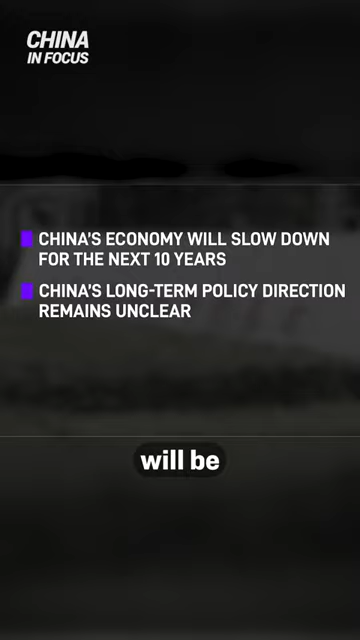 CHINA
IN FOCUS
CHINA'S ECONOMY WILL SLOW DOWN
FOR THE NEXT 10 YEARS
CHINA'S LONG-TERM POLICY DIRECTION
REMAINS UNCLEAR
will be